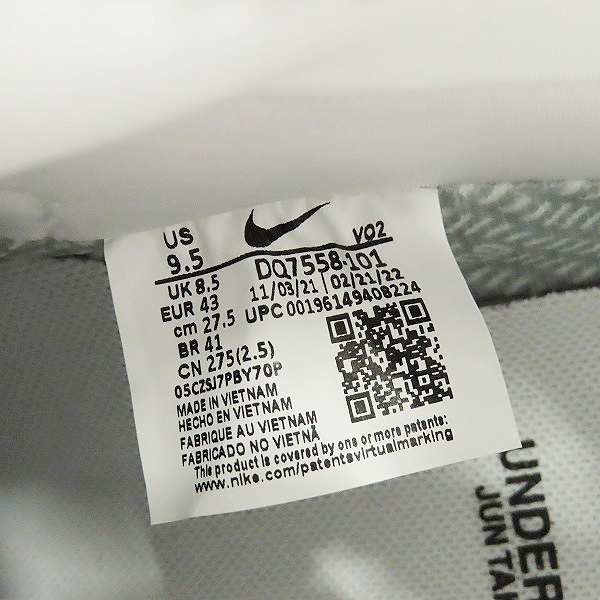 US
9.5
VO2
UK 8.5
DQ7558-101
EUR 43
11/03/21 | 02/21/22
cm 27.5
UPC 00196149408224
BR 41
CN 275(2.5)
05CZSJ7PBY70P
MADE IN VIETNAM
HECHO EN VIETNAM
FABRIQUE AU VIETNAM
FABRICADO NO VIETNÃ
This product is covered by one or more patents:
www.nike.com/patentsvirtualmarking
UNDER
JUN TA